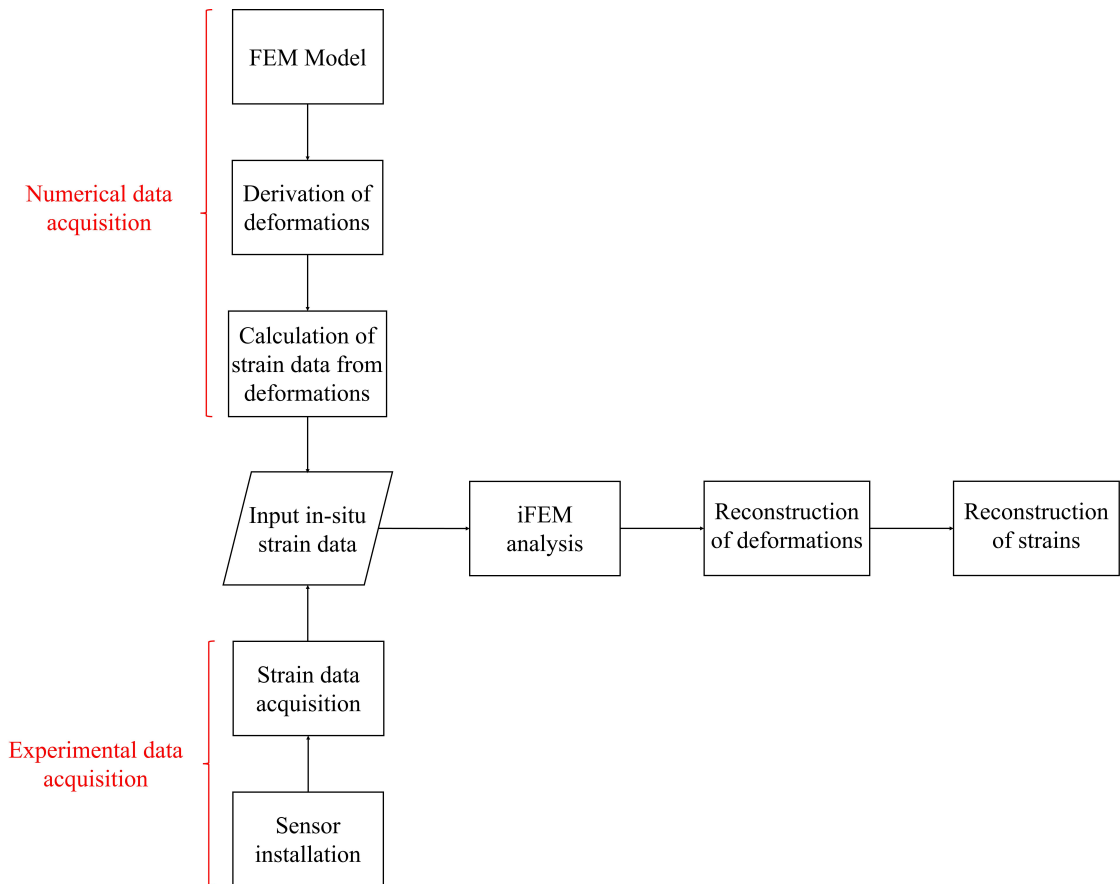 FEM Model
Numerical data
acquisition
Derivation of
deformations
Calculation of
strain data from
deformations
Input in-situ
strain data
iFEM
analysis
Reconstruction
of deformations
Reconstruction
of strains
Strain data
acquisition
Experimental data
acquisition
Sensor
installation